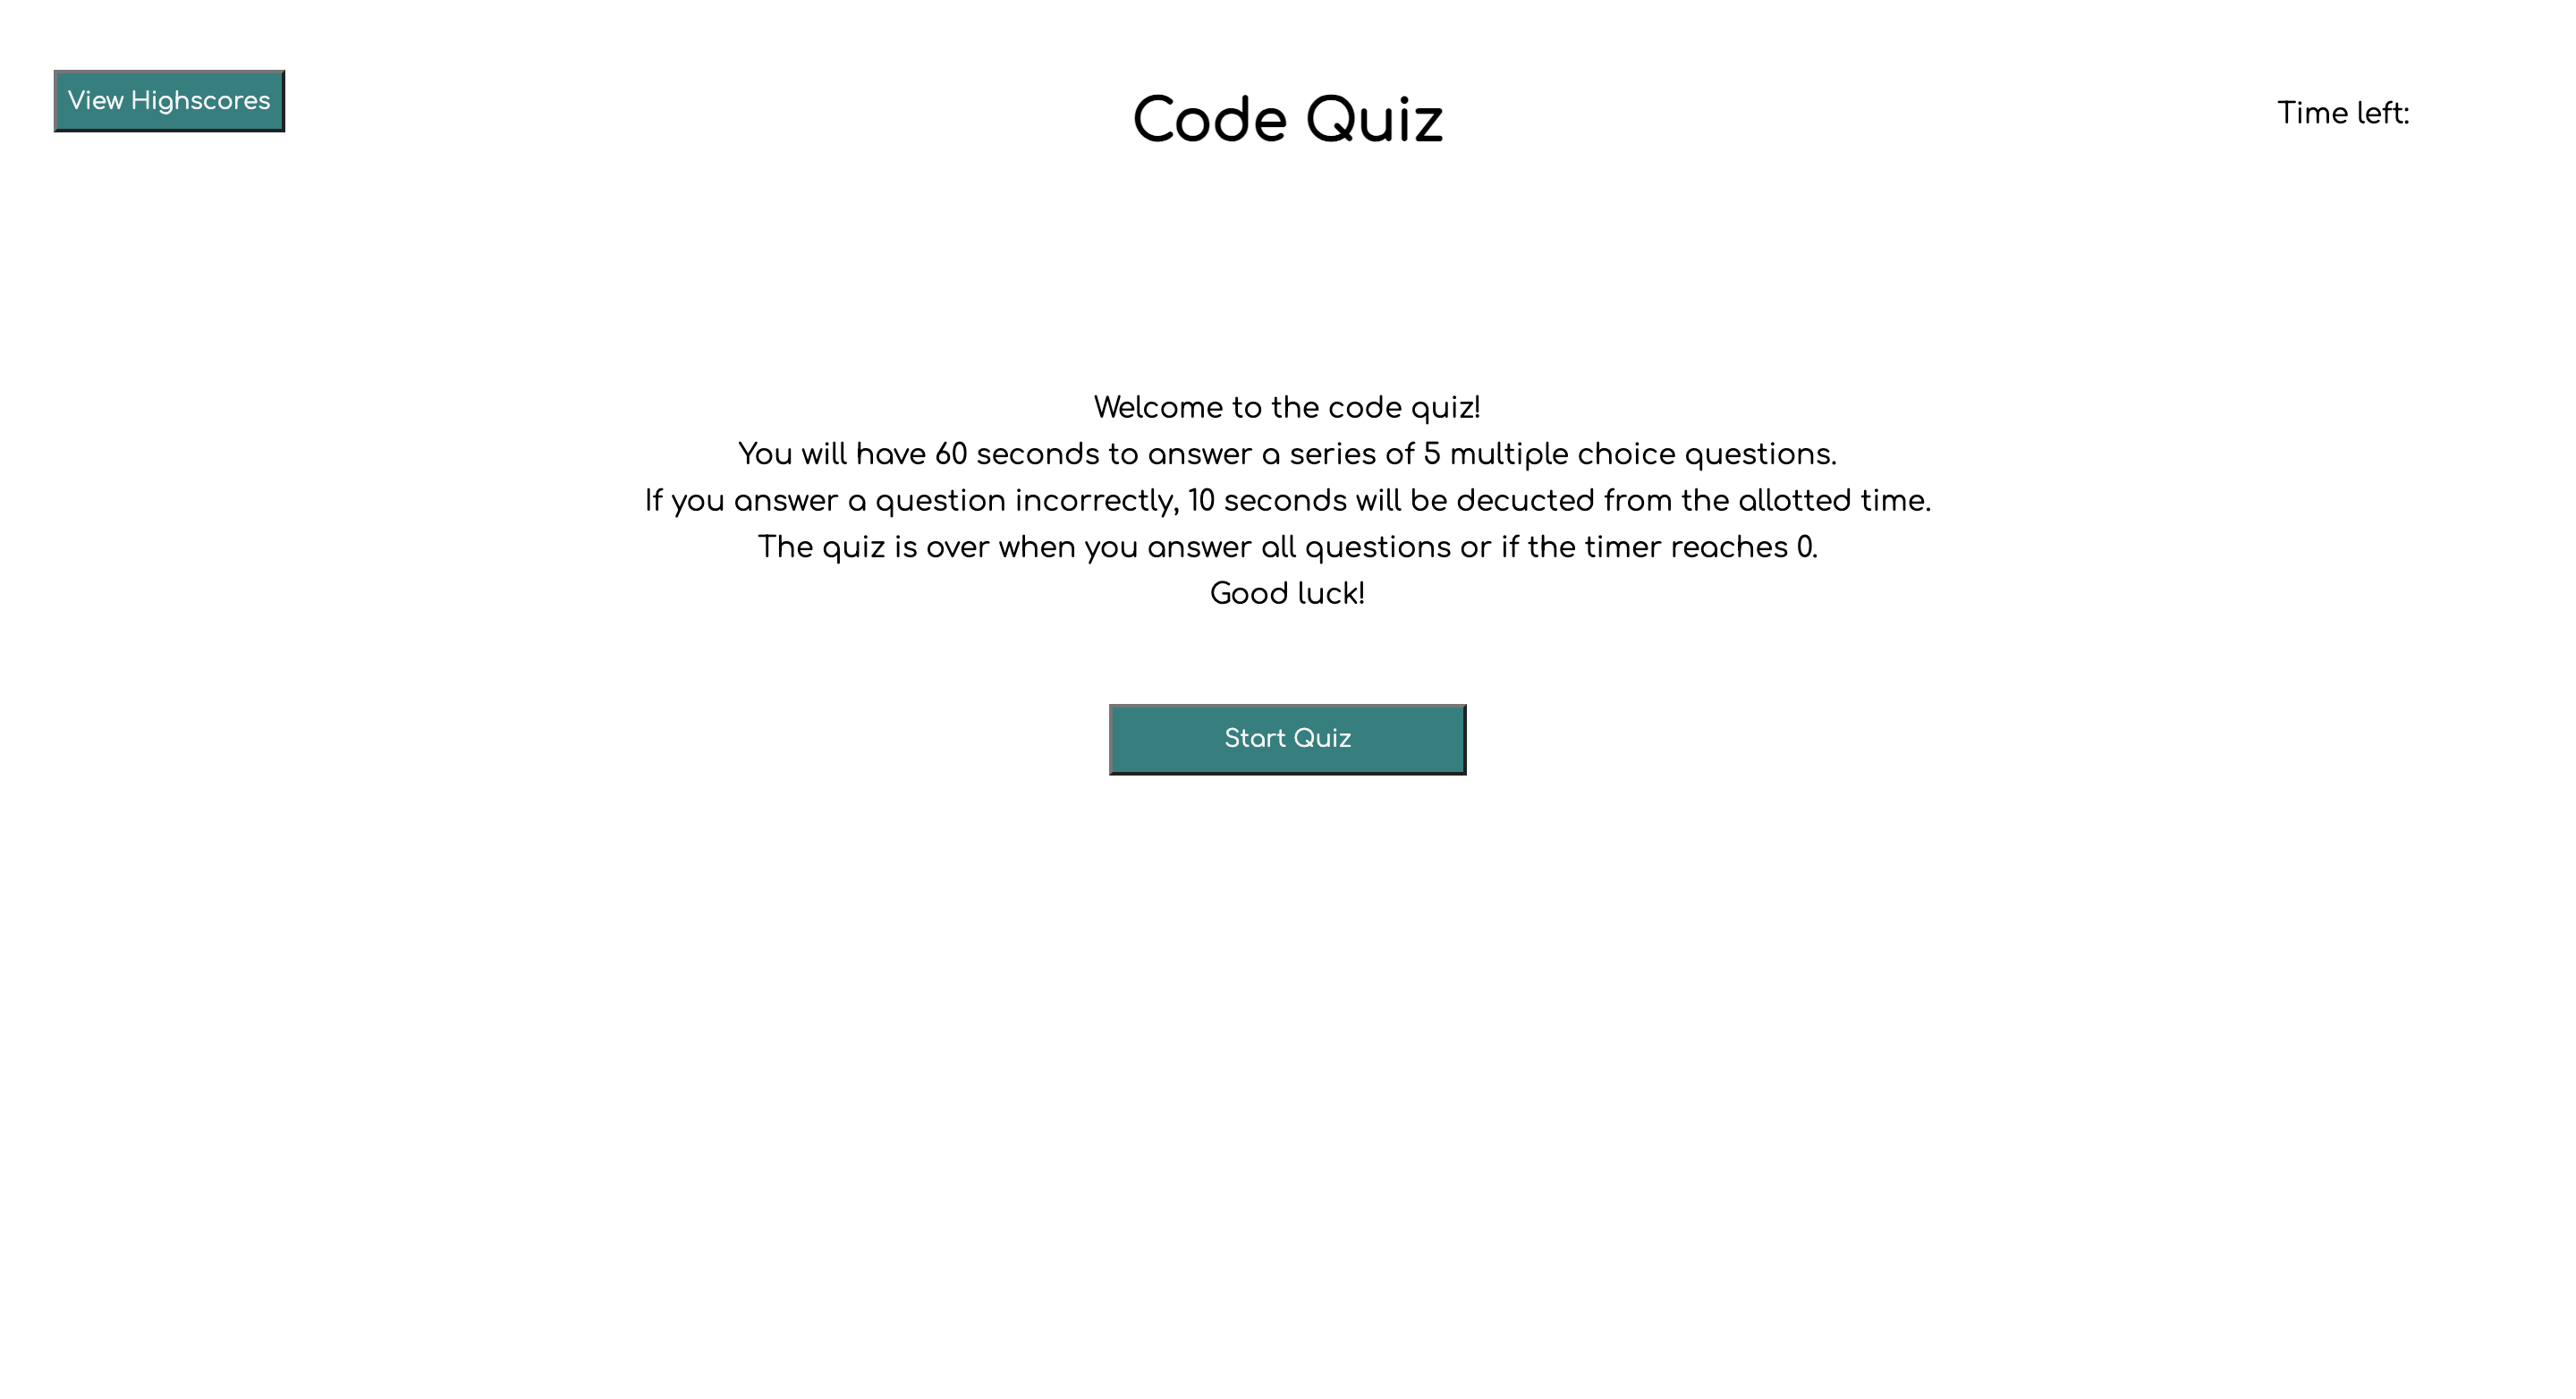 View Highscores
Code Quiz
Time left:
Welcome to the code quiz!
You will have 60 seconds to answer a series of 5 multiple choice questions.
If you answer a question incorrectly, 10 seconds will be decucted from the allotted time.
The quiz is over when you answer all questions or if the timer reaches 0.
Good luck!
Start Quiz